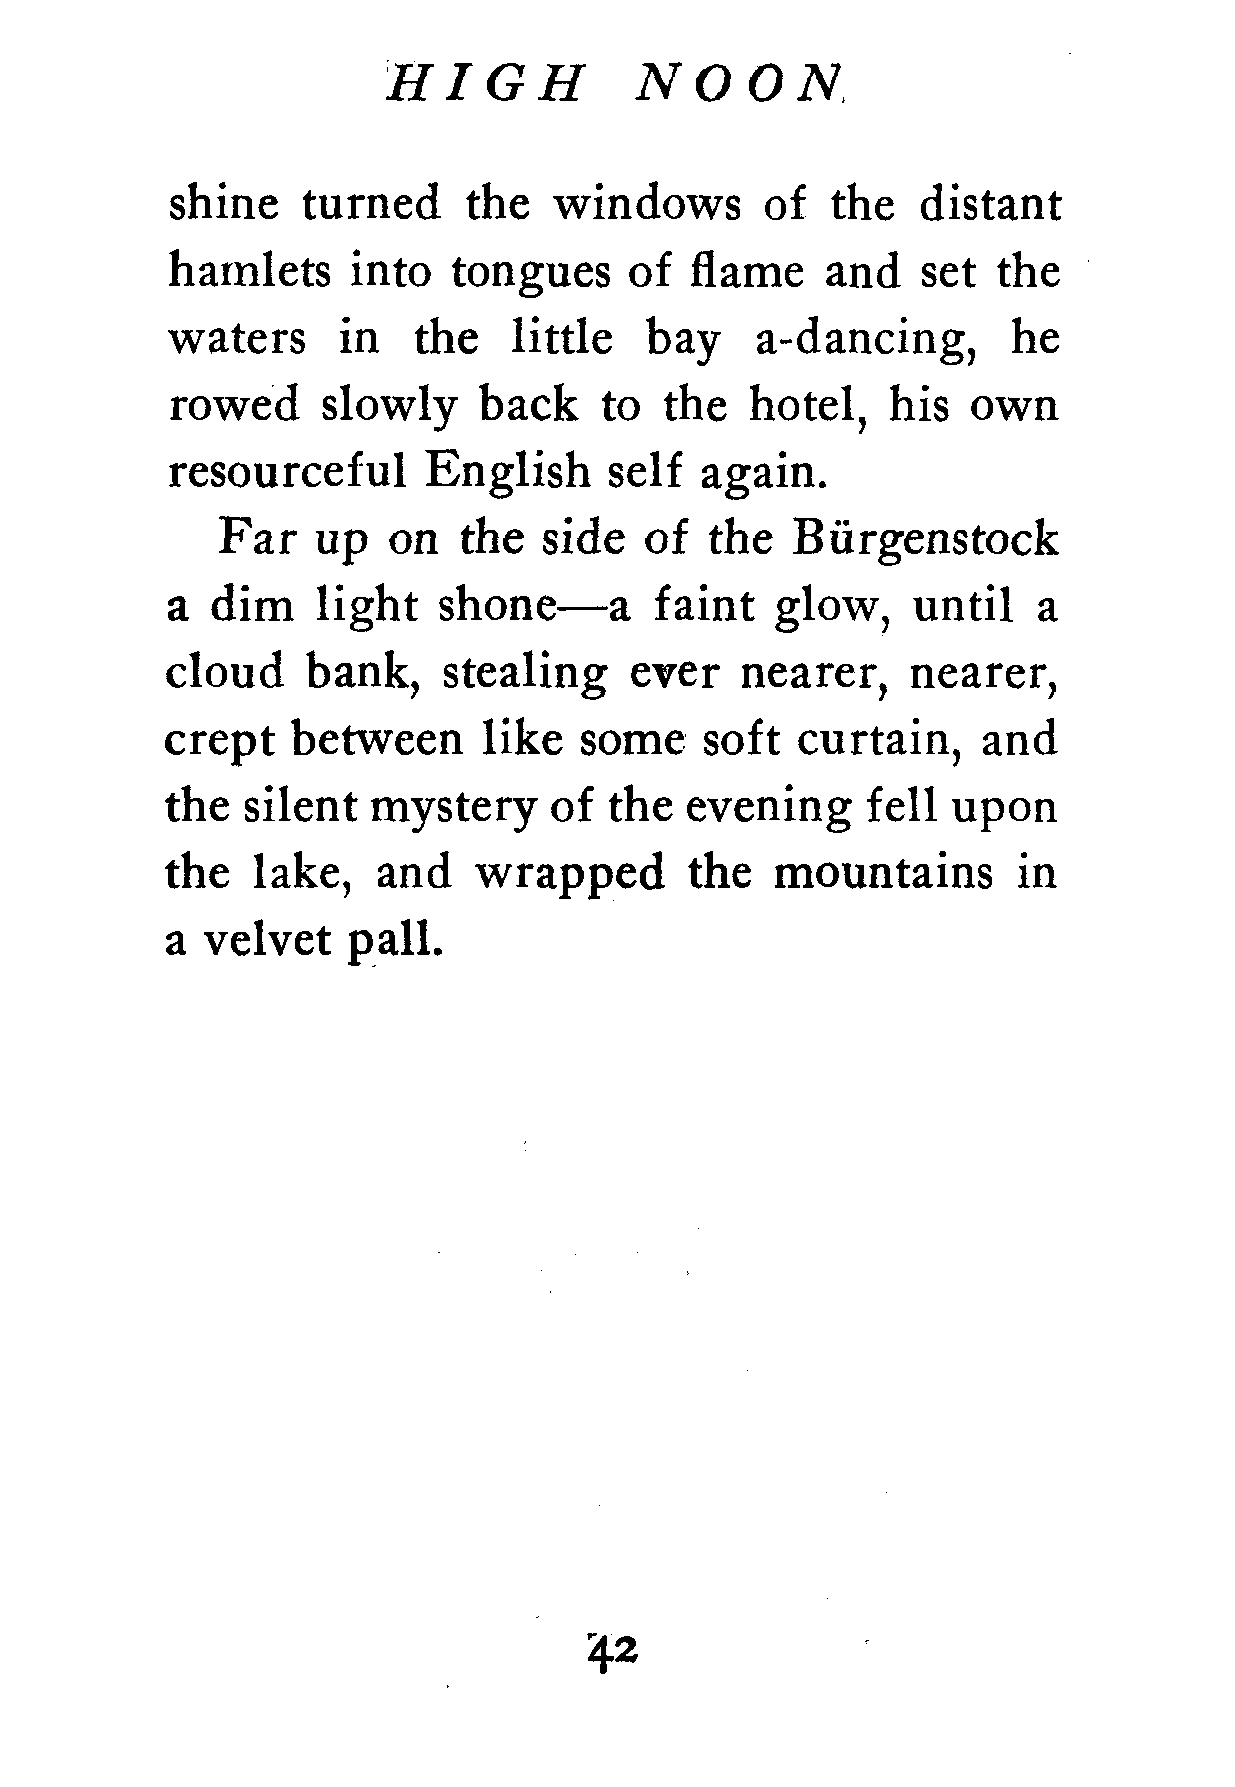 HIGH NOON
shine turned the windows of the distant
hamlets into tongues of flame and set the
waters in the little bay a-dancing, he
rowed slowly back to the hotel, his own
resourceful English self again.
Far up on the side of the Bürgenstock
a dim light shone—a faint glow, until a
cloud bank, stealing ever nearer, nearer,
crept between like some soft curtain, and
the silent mystery of the evening fell upon
the lake, and wrapped the mountains in
a velvet pall.
42